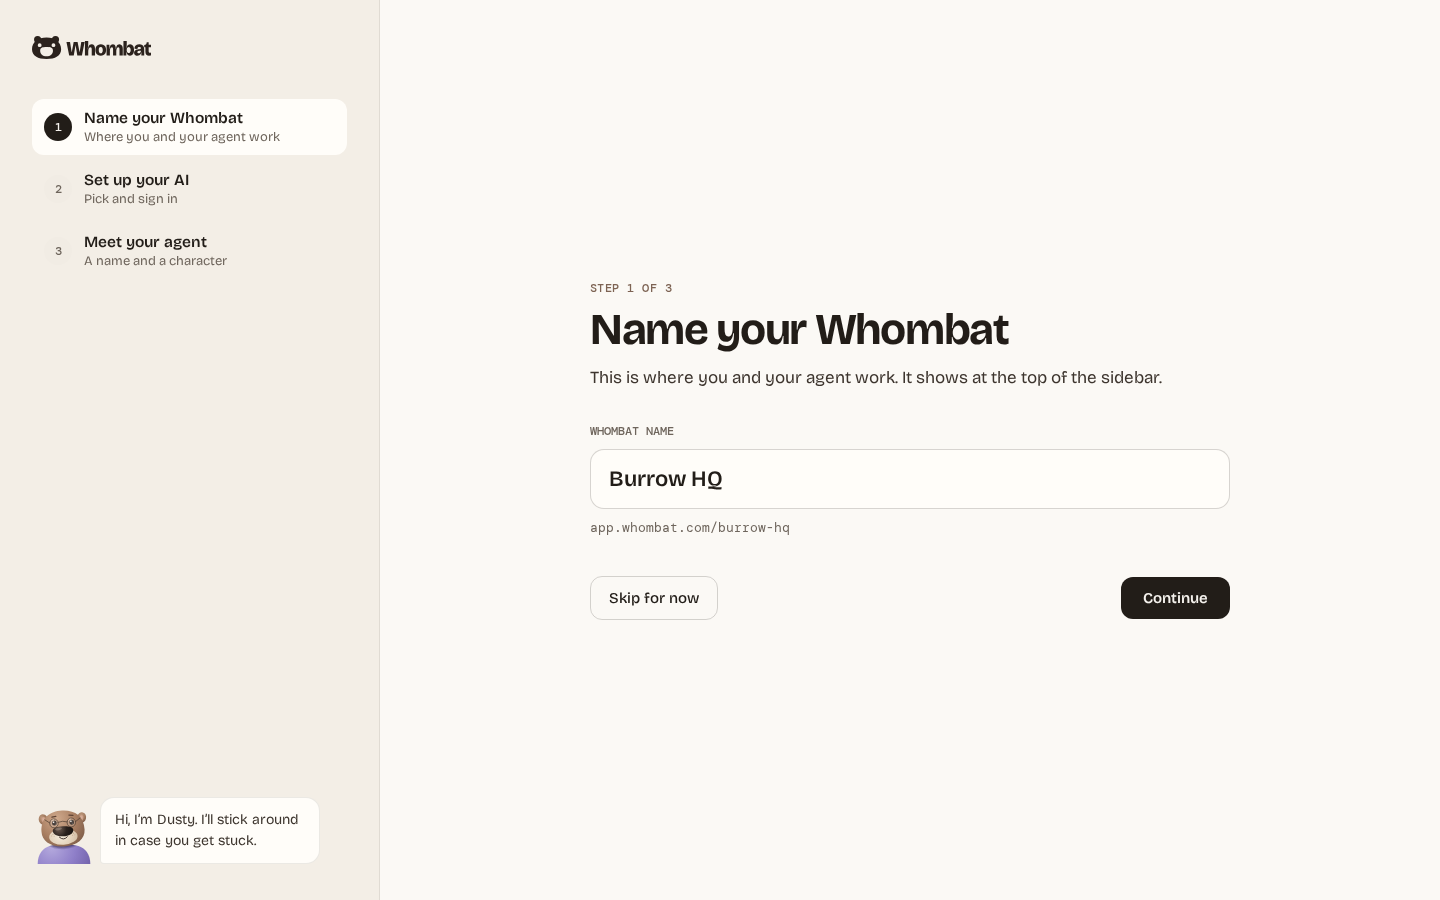 Whombat
1
Name your Whombat
Where you and your agent work
2
Set up your AI
Pick and sign in
3
Meet your agent
A name and a character
STEP 1 OF 3
Name your Whombat
This is where you and your agent work. It shows at the top of the sidebar.
WHOMBAT NAME
Burrow HQ
app.whombat.com/burrow-hq
Skip for now
Continue
Hi, I'm Dusty. I'll stick around
in case you get stuck.